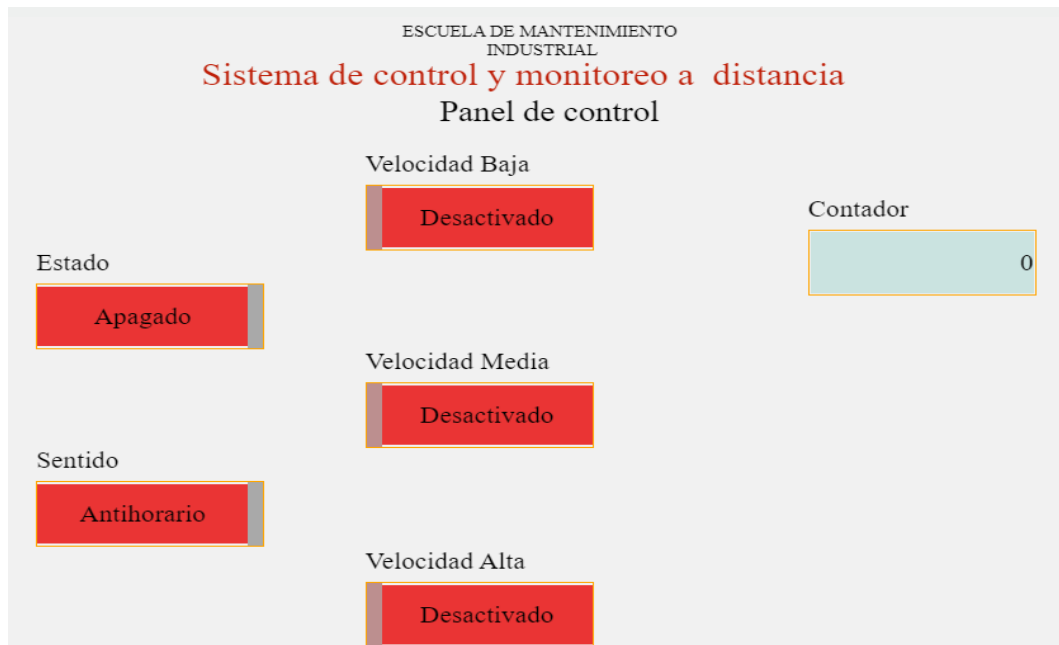 ESCUELA DE MANTENIMIENTO
INDUSTRIAL
Sistema de control y monitoreo a distancia
Panel de control
Velocidad Baja
Desactivado
Contador
0
Estado
Apagado
Velocidad Media
Desactivado
Sentido
Antihorario
Velocidad Alta
Desactivado